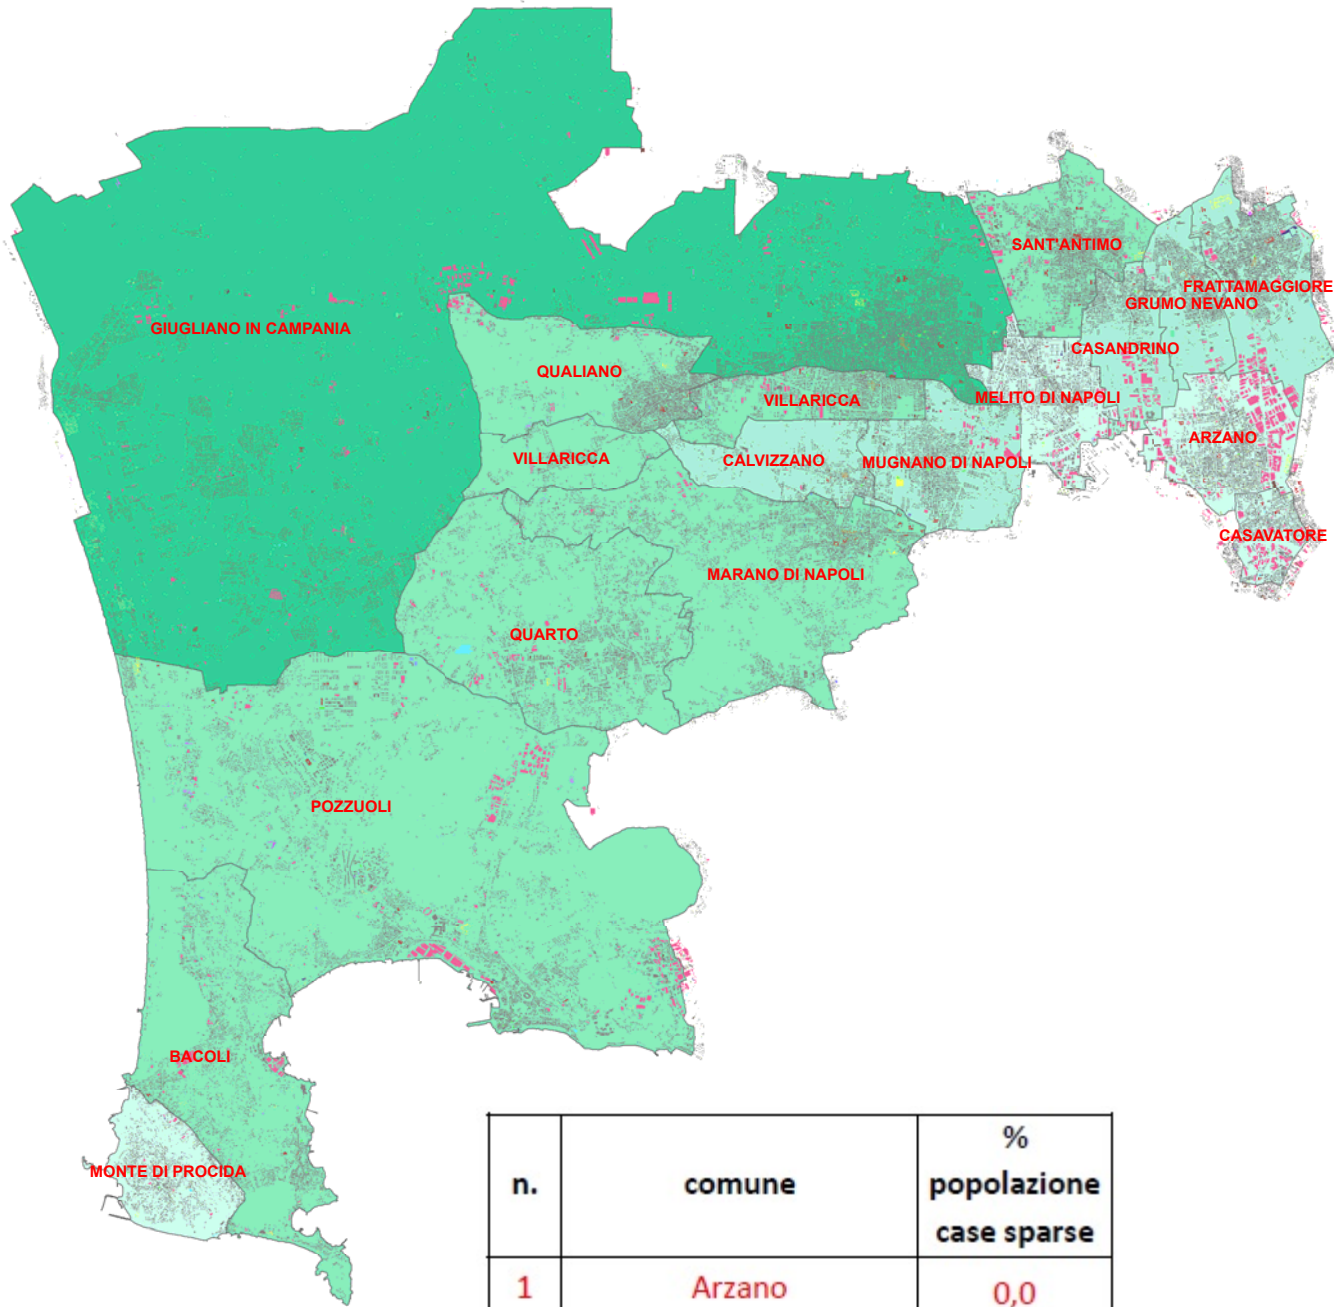 SANT'ANTIMO
FRATTAMAGGIORE
GRUMO NEVANO
GIUGLIANO IN CAMPANIA
CASANDRINO
QUALIANO
VILLARICCA
MELITO DI NAPOLI
ARZANO
VILLARICCA
CALVIZZANO
MUGNANO DI NAPOLI
CASAVATORE
MARANO DI NAPOLI
QUARTO
POZZUOLI
BACOLI
MONTE DI PROCIDA
n.
comune
%
popolazione
case sparse
1
Arzano
0,0